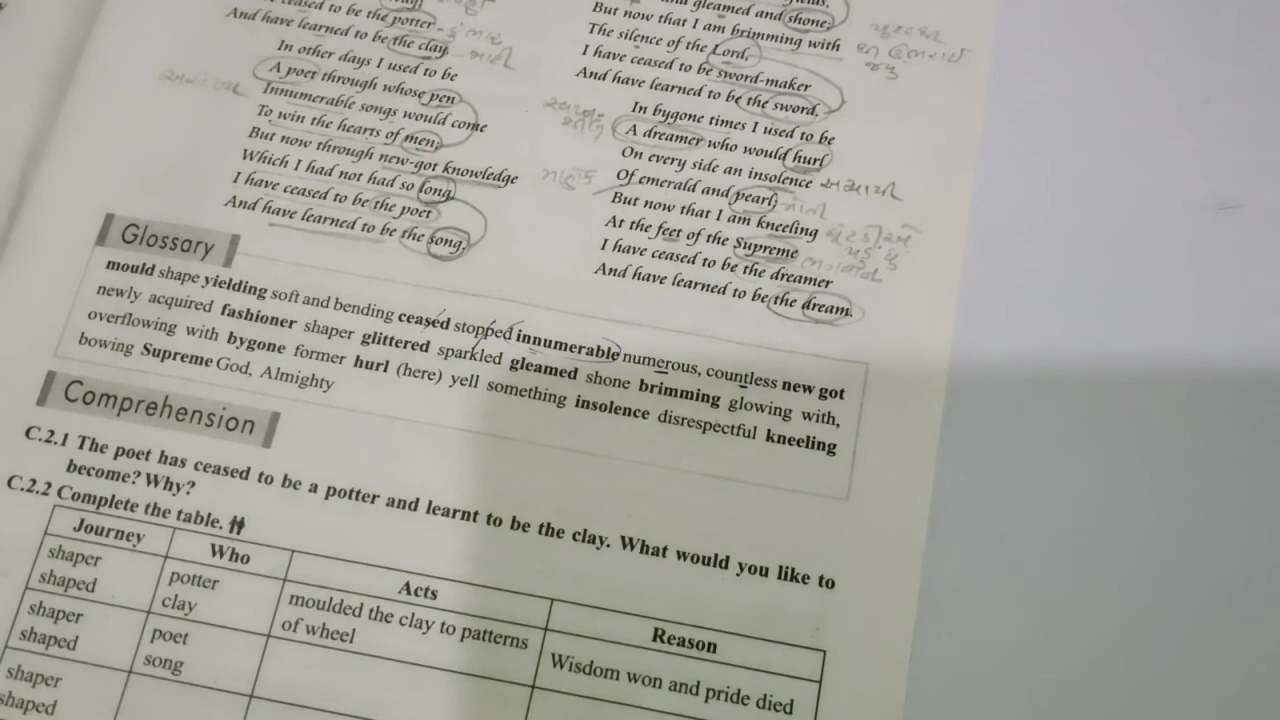 ceased to be the potter
And have learned to be the clay.
In other days I used to be
A poet through whose pen
Innumerable songs would come
To win the hearts of men;
But now through new-got knowledge
Which I had not had so long,
I have ceased to be the poet
And have learned to be the song.
gleamed and shone;
But now that I am brimming with
The silence of the Lord,
I have ceased to be sword-maker
And have learned to be the sword.
In bygone times I used to be
A dreamer who would hurl
On every side an insolence
Of emerald and pearl;
But now that I am kneeling
At the feet of the Supreme
I have ceased to be the dreamer
And have learned to be the dream.
Glossary
mould shape yielding soft and bending ceased stopped innumerable numerous, countless new got
newly acquired fashioner shaper glittered sparkled gleamed shone brimming glowing with,
overflowing with bygone former hurl (here) yell something insolence disrespectful kneeling
bowing Supreme God, Almighty
Comprehension
C.2.1 The poet has ceased to be a potter and learnt to be the clay. What would you like to
become? Why?
C.2.2 Complete the table.
Journey Who Acts Reason
shaper potter moulded the clay to patterns Wisdom won and pride died
shaped clay of wheel
shaper poet
shaped song
shaper
shaped